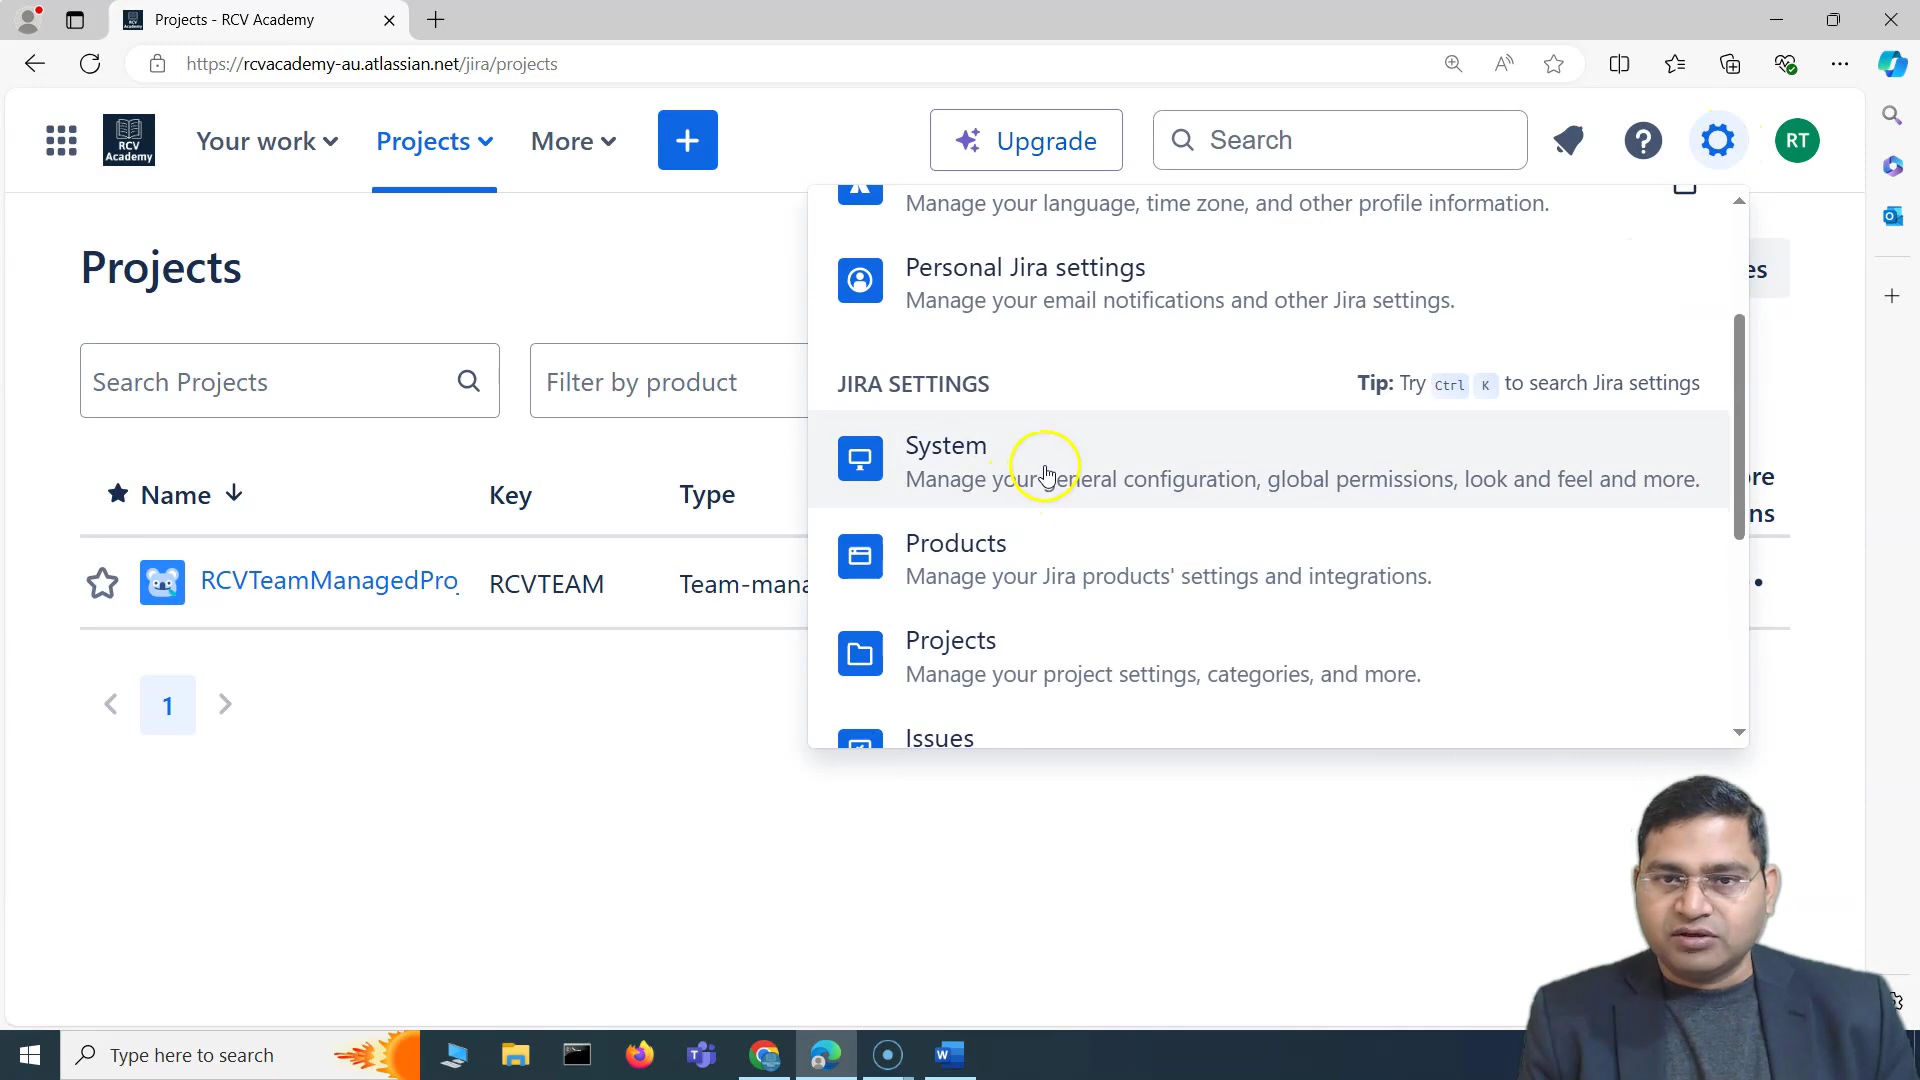 Projects - RCV Academy
https://rcvacademy-au.atlassian.net/jira/projects
RCV
Academy
Your work
Projects
More
Upgrade
Search
RT
Manage your language, time zone, and other profile information.
Personal Jira settings
Manage your email notifications and other Jira settings.
JIRA SETTINGS
Tip: Try Ctrl K to search Jira settings
System
Manage your general configuration, global permissions, look and feel and more.
Products
Manage your Jira products' settings and integrations.
Projects
Manage your project settings, categories, and more.
Issues
Projects
es
Search Projects
Filter by product
Name
Key
Type
re
ns
RCVTeamManagedPro
RCVTEAM
Team-mana
1
Type here to search